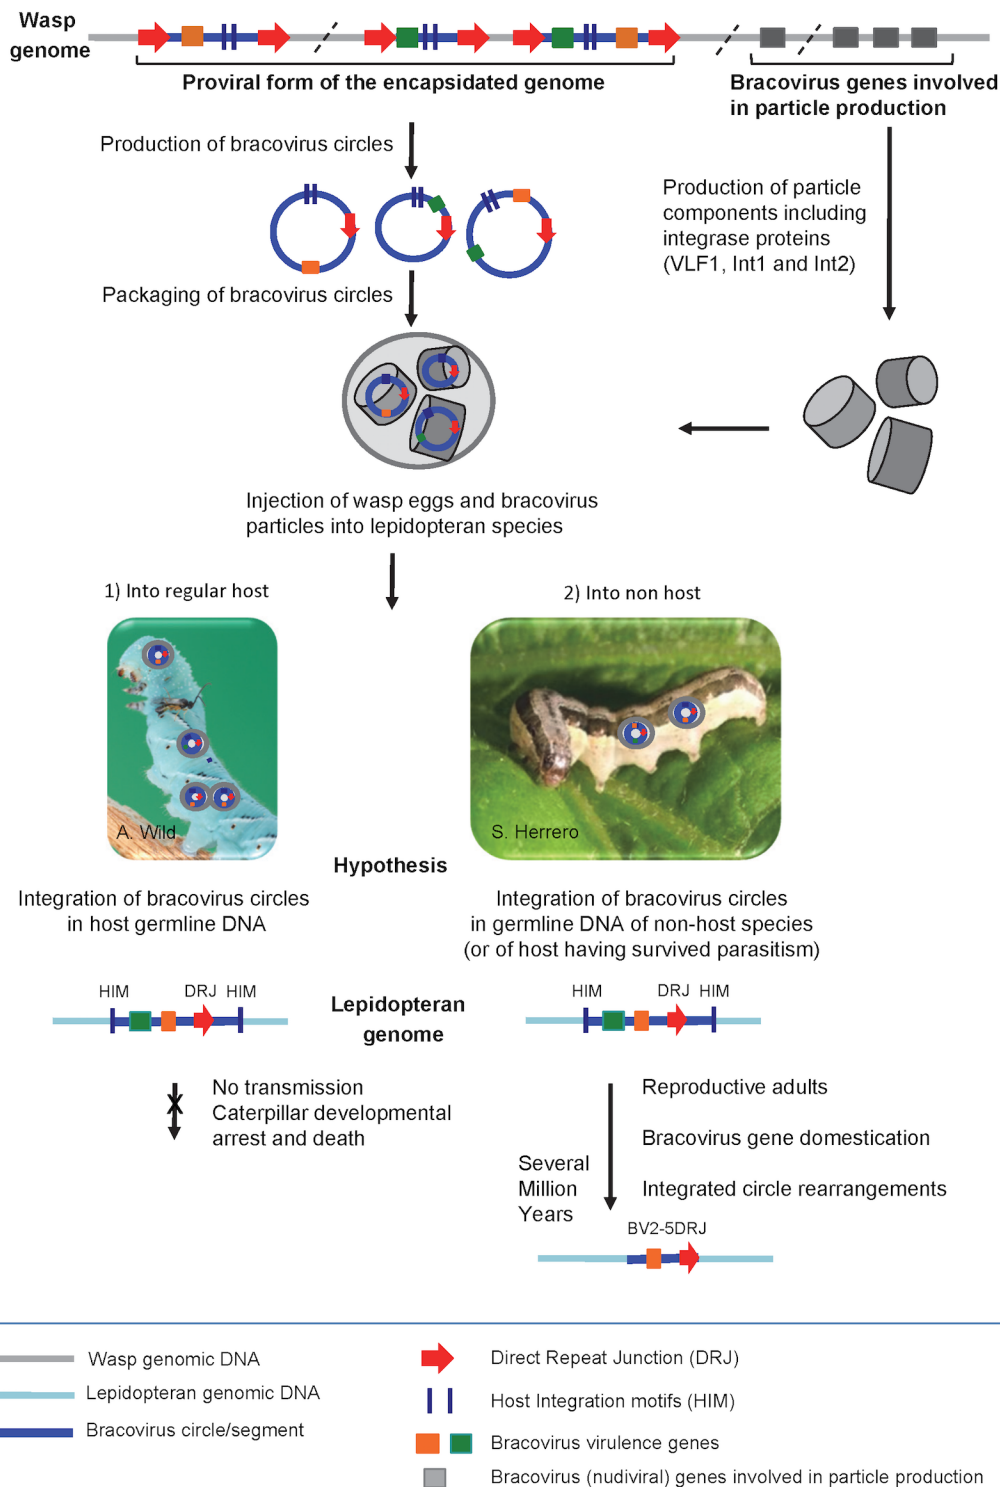 Wasp
genome
Proviral form of the encapsidated genome
Bracovirus genes involved
in particle production
Production of bracovirus circles
Production of particle
components including
integrase proteins
(VLF1, Int1 and Int2)
Packaging of bracovirus circles
Injection of wasp eggs and bracovirus
particles into lepidopteran species
1) Into regular host
2) Into non host
A. Wild
S. Herrero
Hypothesis
Integration of bracovirus circles
in host germline DNA
Integration of bracovirus circles
in germline DNA of non-host species
(or of host having survived parasitism)
HIM DRJ HIM
Lepidopteran
genome
HIM DRJ HIM
No transmission
Caterpillar developmental
arrest and death
Reproductive adults
Bracovirus gene domestication
Integrated circle rearrangements
Several
Million
Years
BV2-5DRJ
Wasp genomic DNA
Lepidopteran genomic DNA
Bracovirus circle/segment
Direct Repeat Junction (DRJ)
Host Integration motifs (HIM)
Bracovirus virulence genes
Bracovirus (nudiviral) genes involved in particle production